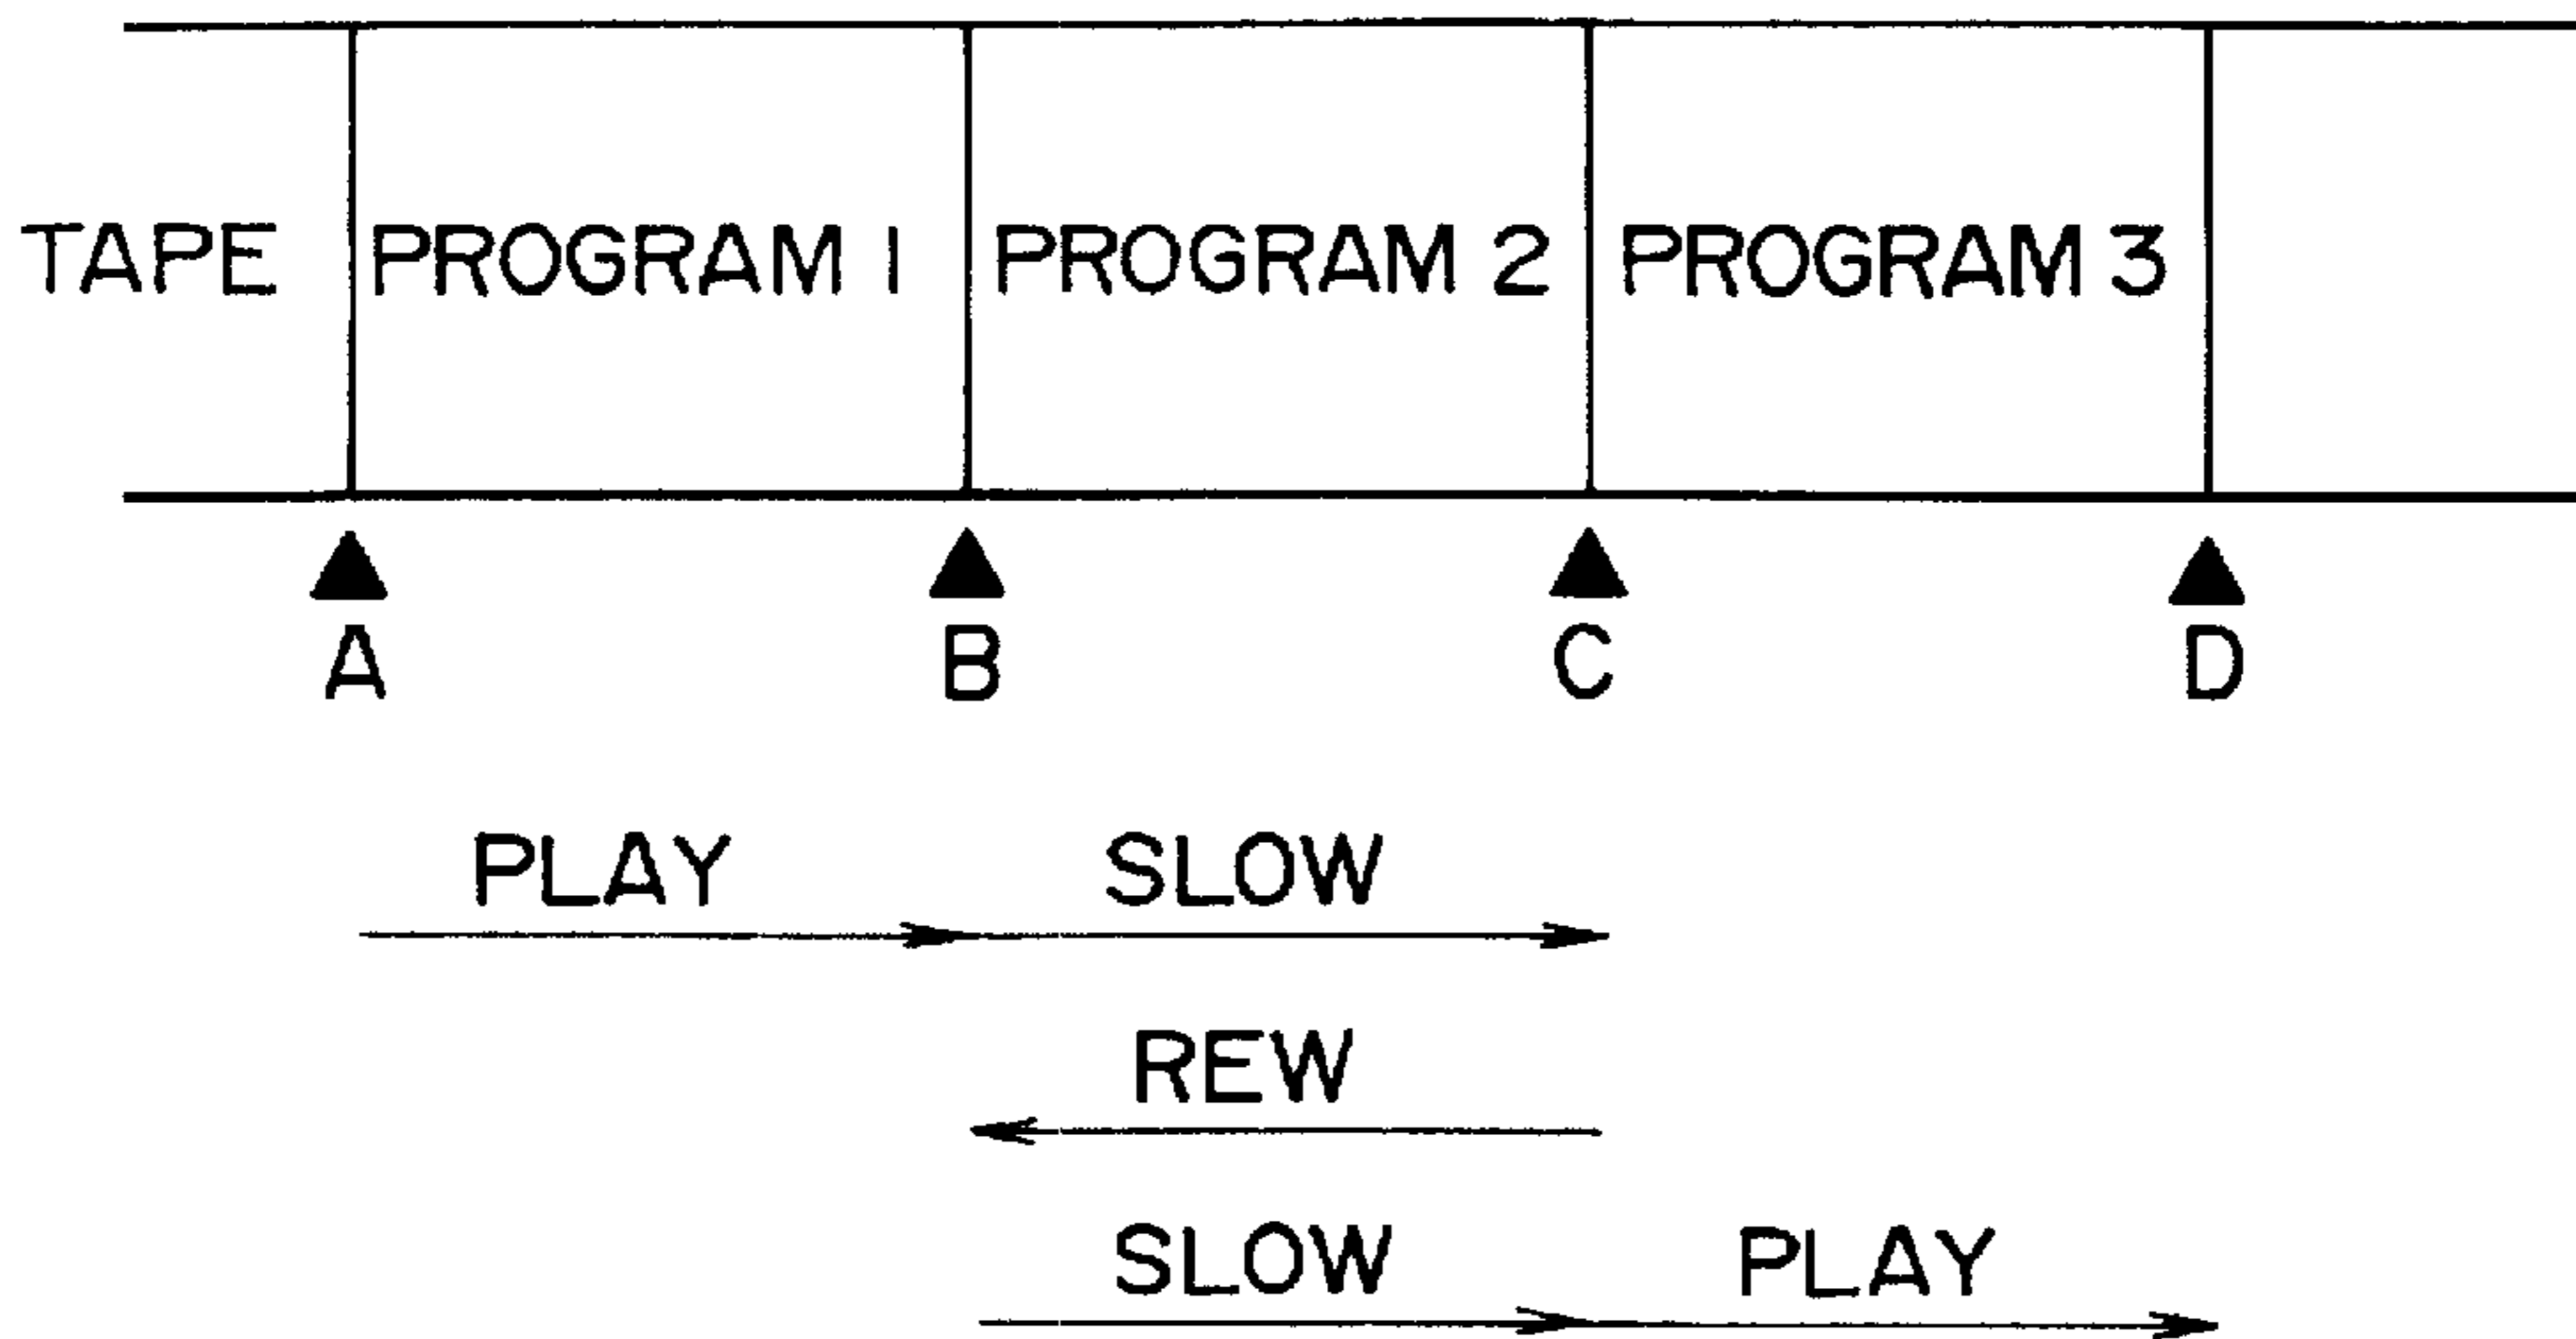 TAPE PROGRAM 1 PROGRAM 2 PROGRAM 3
A B C D
PLAY SLOW
REW
SLOW PLAY